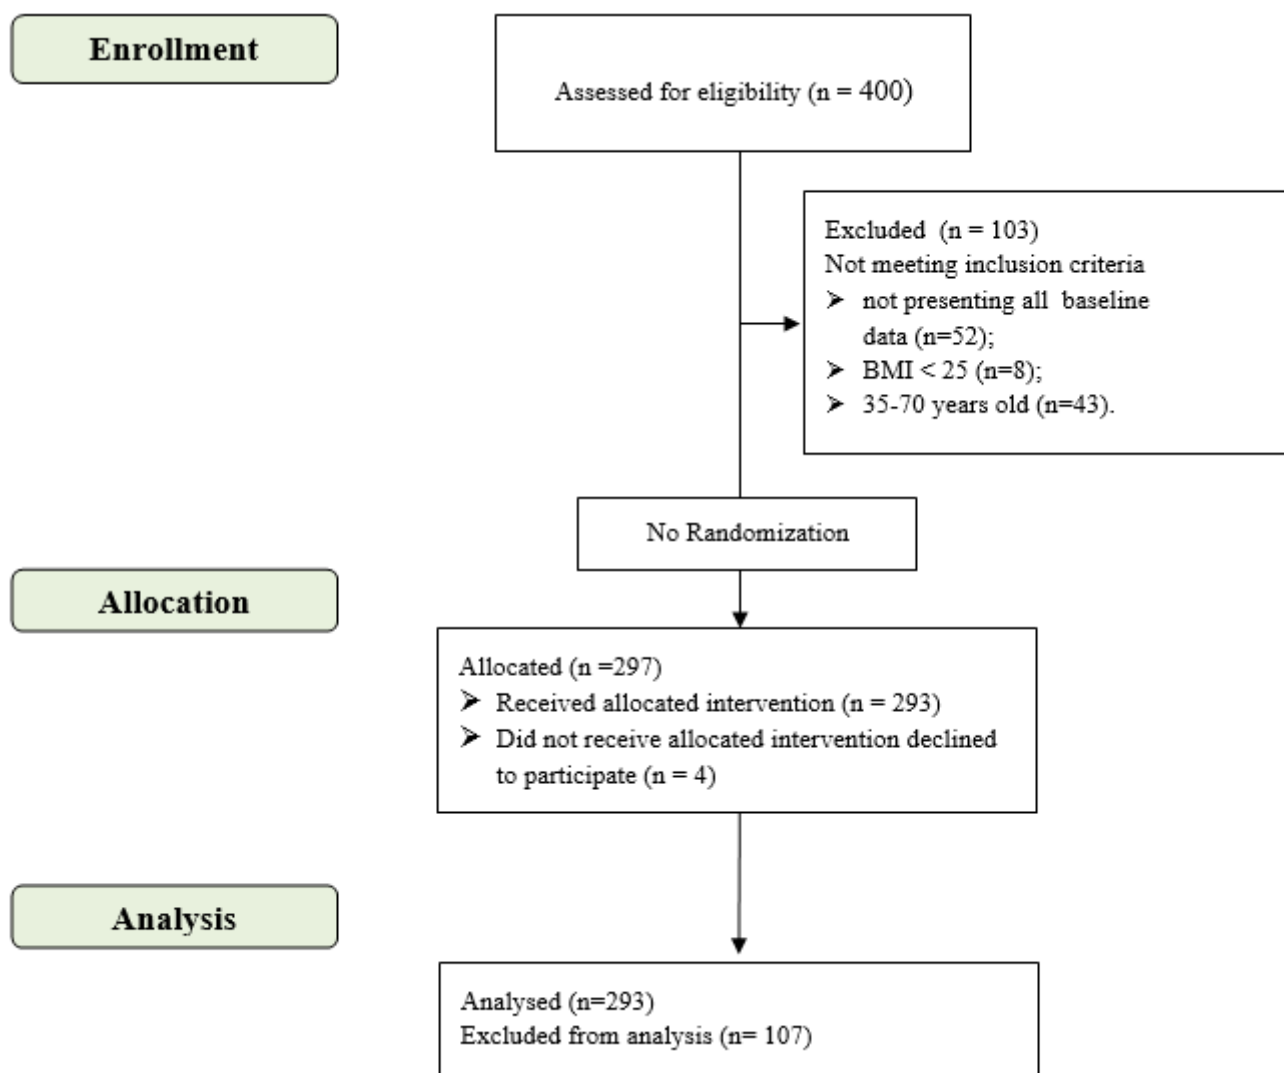 Enrollment
Assessed for eligibility (n = 400)
Excluded  (n = 103)
Not meeting inclusion criteria
➢ not presenting all  baseline
data (n=52);
➢ BMI < 25 (n=8);
➢ 35-70 years old (n=43).
No Randomization
Allocation
Allocated (n =297)
➢ Received allocated intervention (n = 293)
➢ Did not receive allocated intervention declined
to participate (n = 4)
Analysis
Analysed (n=293)
Excluded from analysis (n= 107)